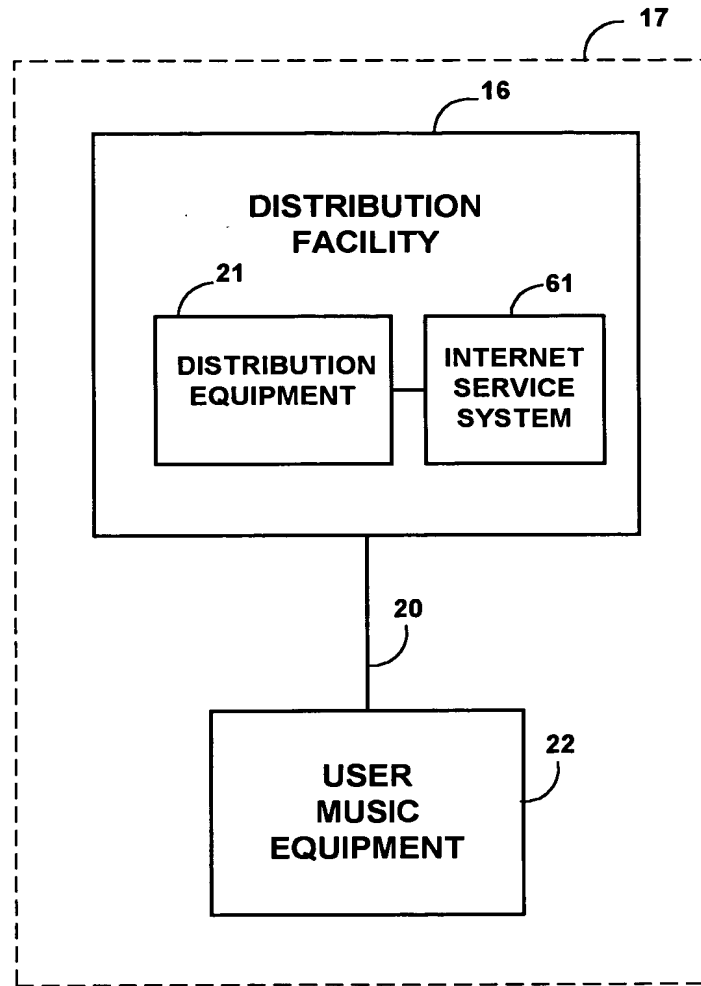 17
16
DISTRIBUTION
FACILITY
21
61
DISTRIBUTION
EQUIPMENT
INTERNET
SERVICE
SYSTEM
20
22
USER
MUSIC
EQUIPMENT